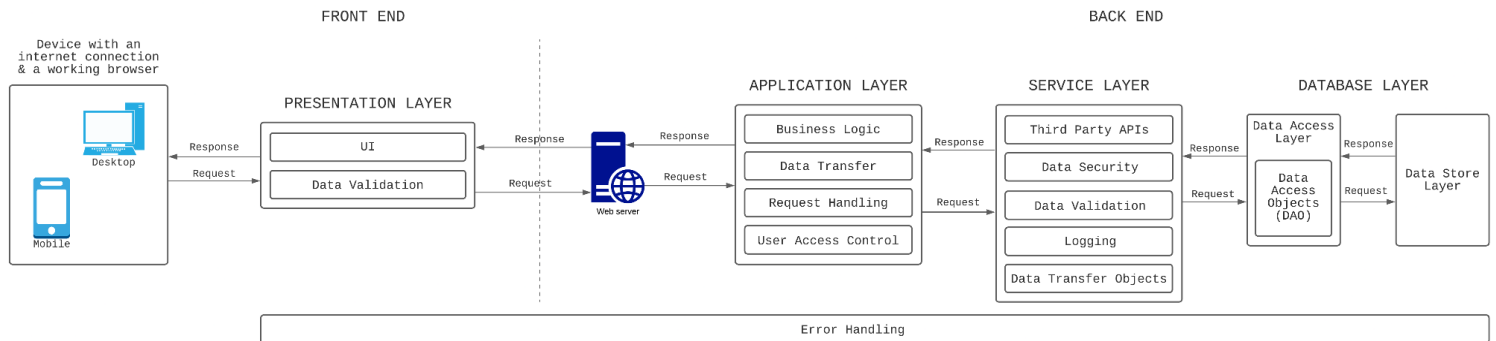 FRONT END
BACK END
Device with an
internet connection
& a working browser
Desktop
Mobile
Response
Request
PRESENTATION LAYER
UI
Data Validation
Response
Request
Web server
Response
Request
APPLICATION LAYER
Business Logic
Data Transfer
Request Handling
User Access Control
Response
Request
SERVICE LAYER
Third Party APIs
Data Security
Data Validation
Logging
Data Transfer Objects
Response
Request
DATABASE LAYER
Data Access
Layer
Data
Access
Objects
(DAO)
Response
Request
Data Store
Layer
Error Handling